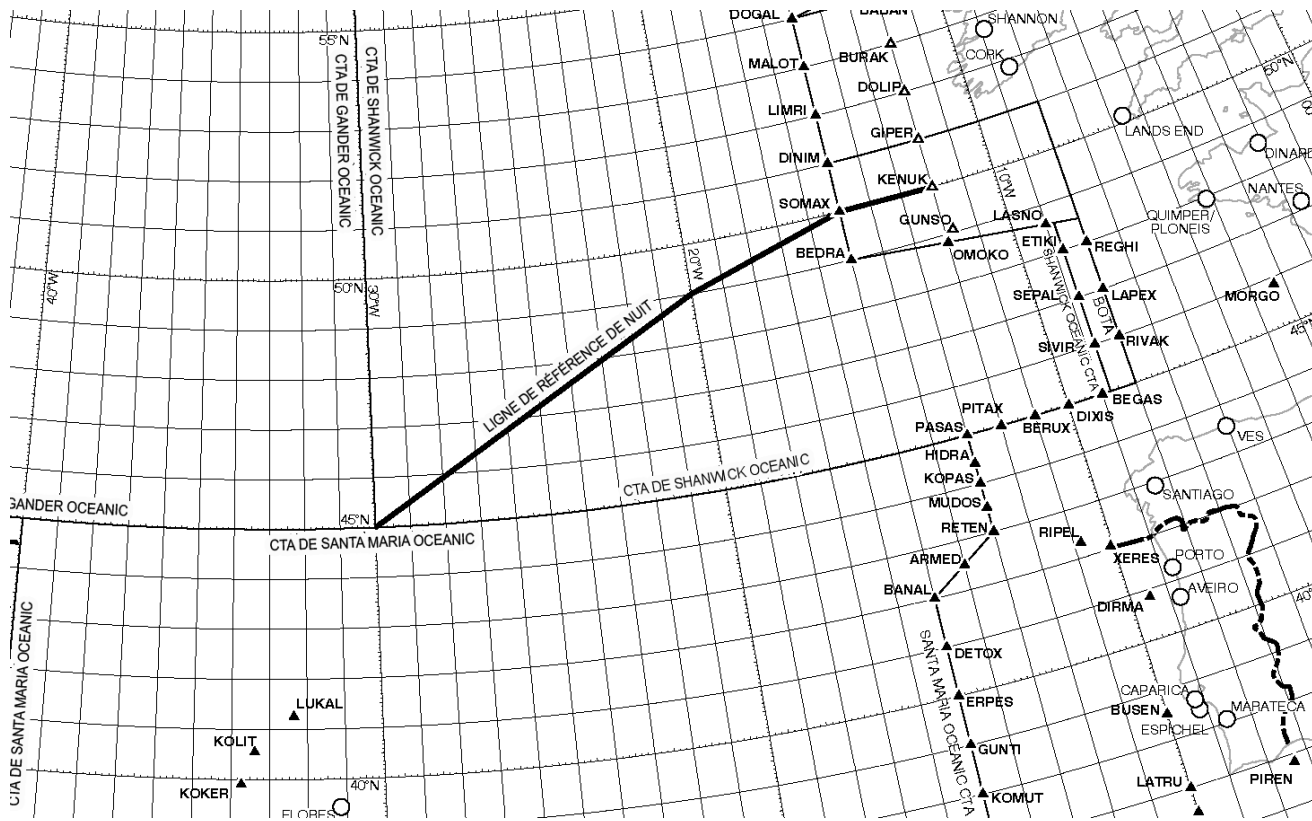 DOGAL
BABAN
SHANNON
55°N
CTA DE GANDER OCEANIC
CTA DE SHANWICK OCEANIC
MALOT
BURAK
CORK
50°N
DOLIP
LIMRI
LANDS END
GIPER
DINIM
DINARD
KENUK
10°W
NANTES
SOMAX
QUIMPER/
PLONEIS
GUNSO
LASNO
BEDRA
OMOKO
ETIKI
REGHI
20°W
40°W
50°N
30°W
SHANWICK OCEANIC CTA
SEPAL
LAPEX
BOTA
MORGO
LIGNE DE RÉFÉRENCE DE NUIT
SIVIR
RIVAK
45°N
BEGAS
PITAX
DIXIS
PASAS
BERUX
VES
HIDRA
CTA DE SHANWICK OCEANIC
KOPAS
SANTIAGO
GANDER OCEANIC
MUDOS
45°N
RETEN
RIPEL
CTA DE SANTA MARIA OCEANIC
ARMED
XERES
PORTO
BANAL
AVEIRO
DIRMA
40°
CTA DE SANTA MARIA OCEANIC
SANTA MARIA OCEANIC CTA
DETOX
LUKAL
ERPES
CAPARICA
BUSEN
MARATECA
ESPICHEL
KOLIT
GUNTI
KOKER
40°N
LATRU
PIREN
KOMUT
FLORES